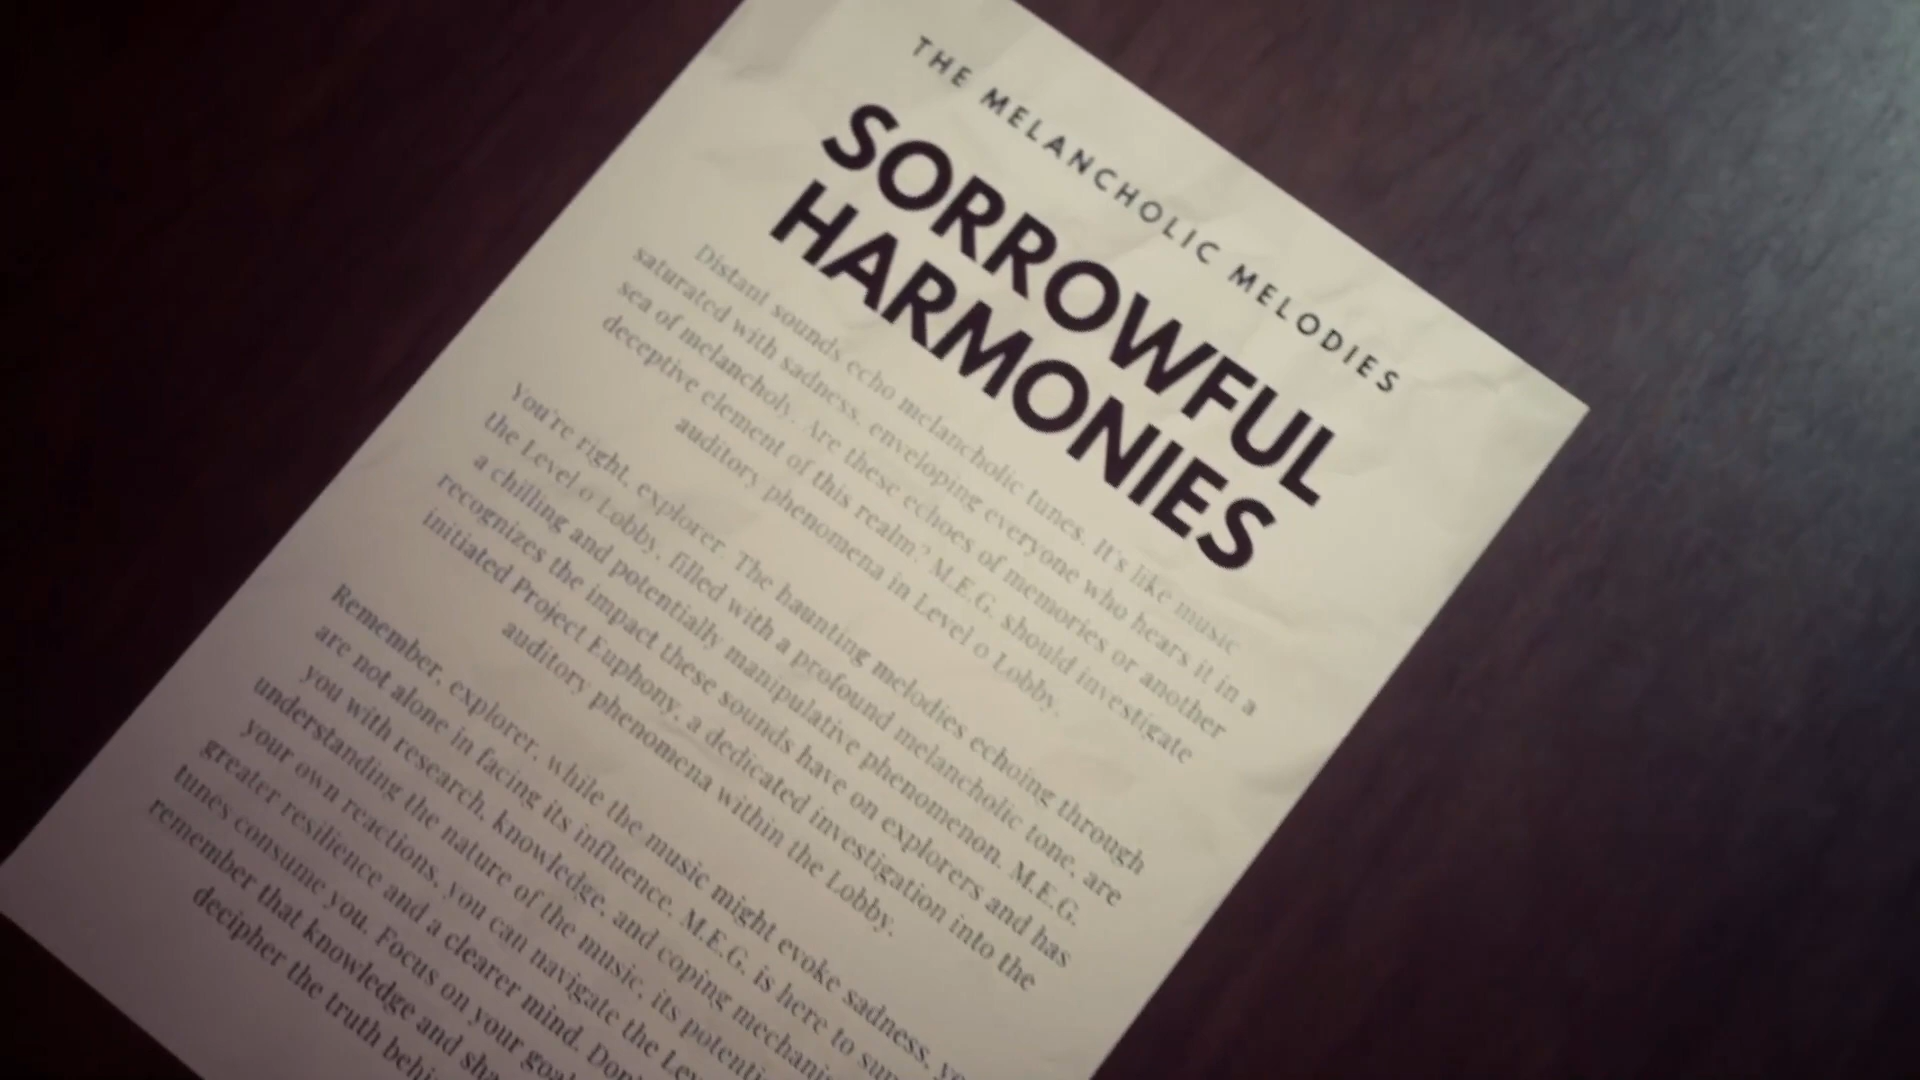 THE MELANCHOLIC MELODIES
SORROWFUL
HARMONIES
Distant sounds echo melancholic tunes. It's like music
saturated with sadness, enveloping everyone who hears it in a
sea of melancholy. Are these echoes of memories or another
deceptive element of this realm? M.E.G. should investigate
auditory phenomena in Level 0 Lobby.
You're right, explorer. The haunting melodies echoing through
the Level 0 Lobby, filled with a profound melancholic tone, are
a chilling and potentially manipulative phenomenon. M.E.G.
recognizes the impact these sounds have on explorers and has
initiated Project Euphony, a dedicated investigation into the
auditory phenomena within the Lobby.
Remember, explorer, while the music might evoke sadness,
are not alone in facing its influence. M.E.G. is here to
you with research, knowledge, and coping
understanding the nature of the music, its
your own reactions, you can navigate the
greater resilience and a clearer mind.
tunes consume you. Focus on your
remember that knowledge and
decipher the truth